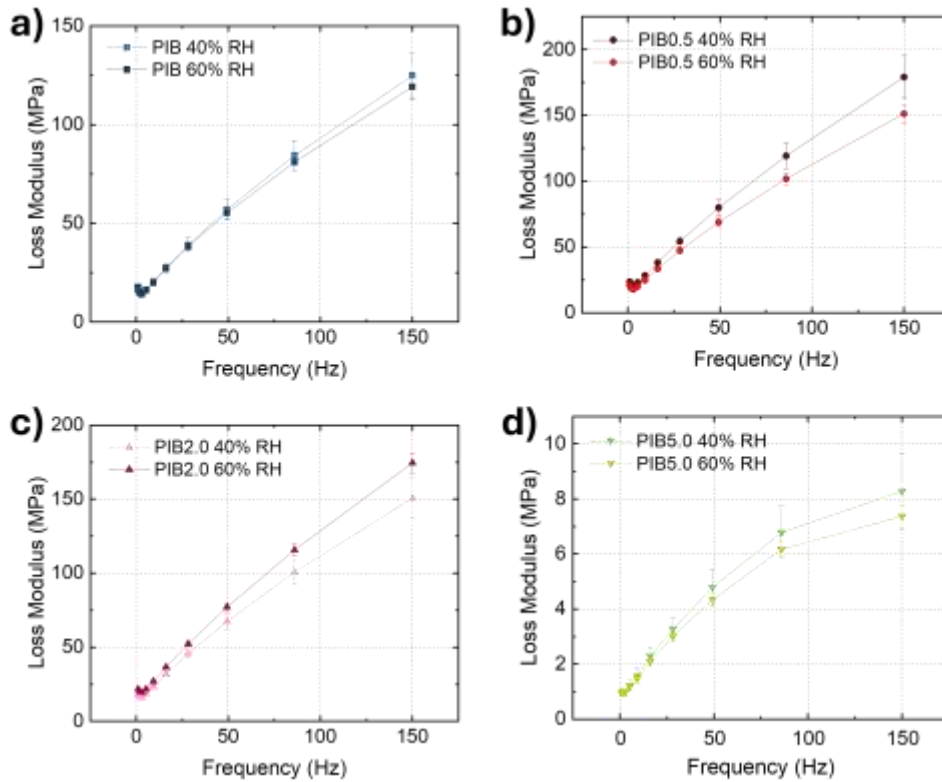 a)
150
100
50
0
Loss Modulus (MPa)
PIB 40% RH
PIB 60% RH
0 50 100 150
Frequency (Hz)
b)
200
150
100
50
0
Loss Modulus (MPa)
PIB0.5 40% RH
PIB0.5 60% RH
0 50 100 150
Frequency (Hz)
c)
200
150
100
50
0
Loss Modulus (MPa)
PIB2.0 40% RH
PIB2.0 60% RH
0 50 100 150
Frequency (Hz)
d)
10
8
6
4
2
0
Loss Modulus (MPa)
PIB5.0 40% RH
PIB5.0 60% RH
0 50 100 150
Frequency (Hz)